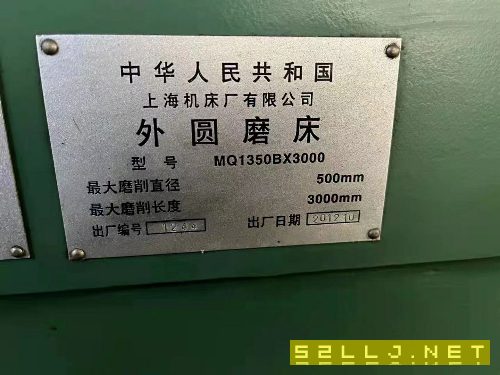 中华人民共和国
上海机床厂有限公司
外圆磨床
型号 MQ1350BX3000
最大磨削直径 500mm
最大磨削长度 3000mm
出厂编号 出厂日期 201210
52LLJ.NET